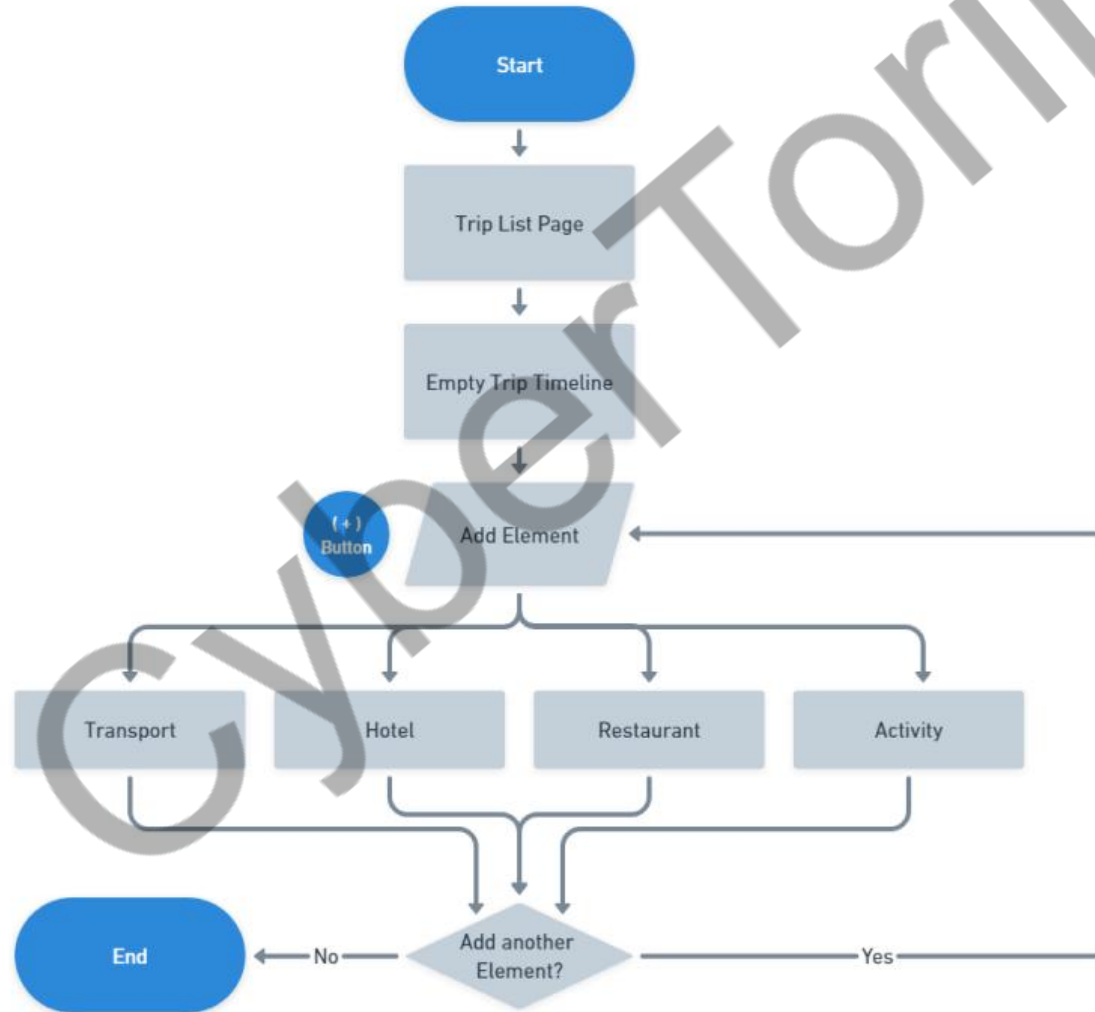 Start
Trip List Page
Empty Trip Timeline
(+)
Button
Add Element
Transport
Hotel
Restaurant
Activity
Add another
Element?
End
No
Yes